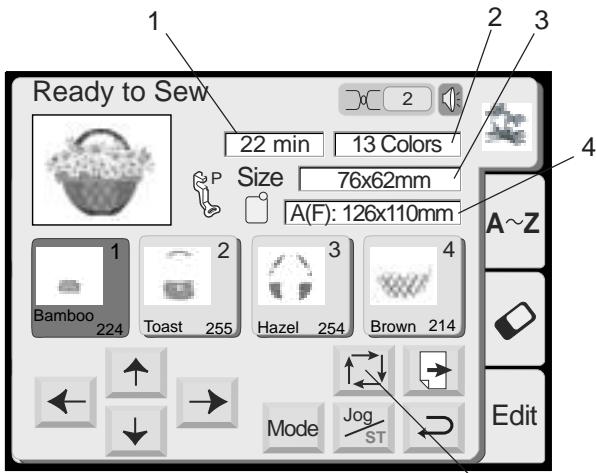 1
2
3
4
Ready to Sew
2
22 min
13 Colors
P
Size
76x62mm
A(F): 126x110mm
A~Z
1
2
3
4
Bamboo
224
Toast
255
Hazel
254
Brown
214
Mode
Jog/ST
Edit